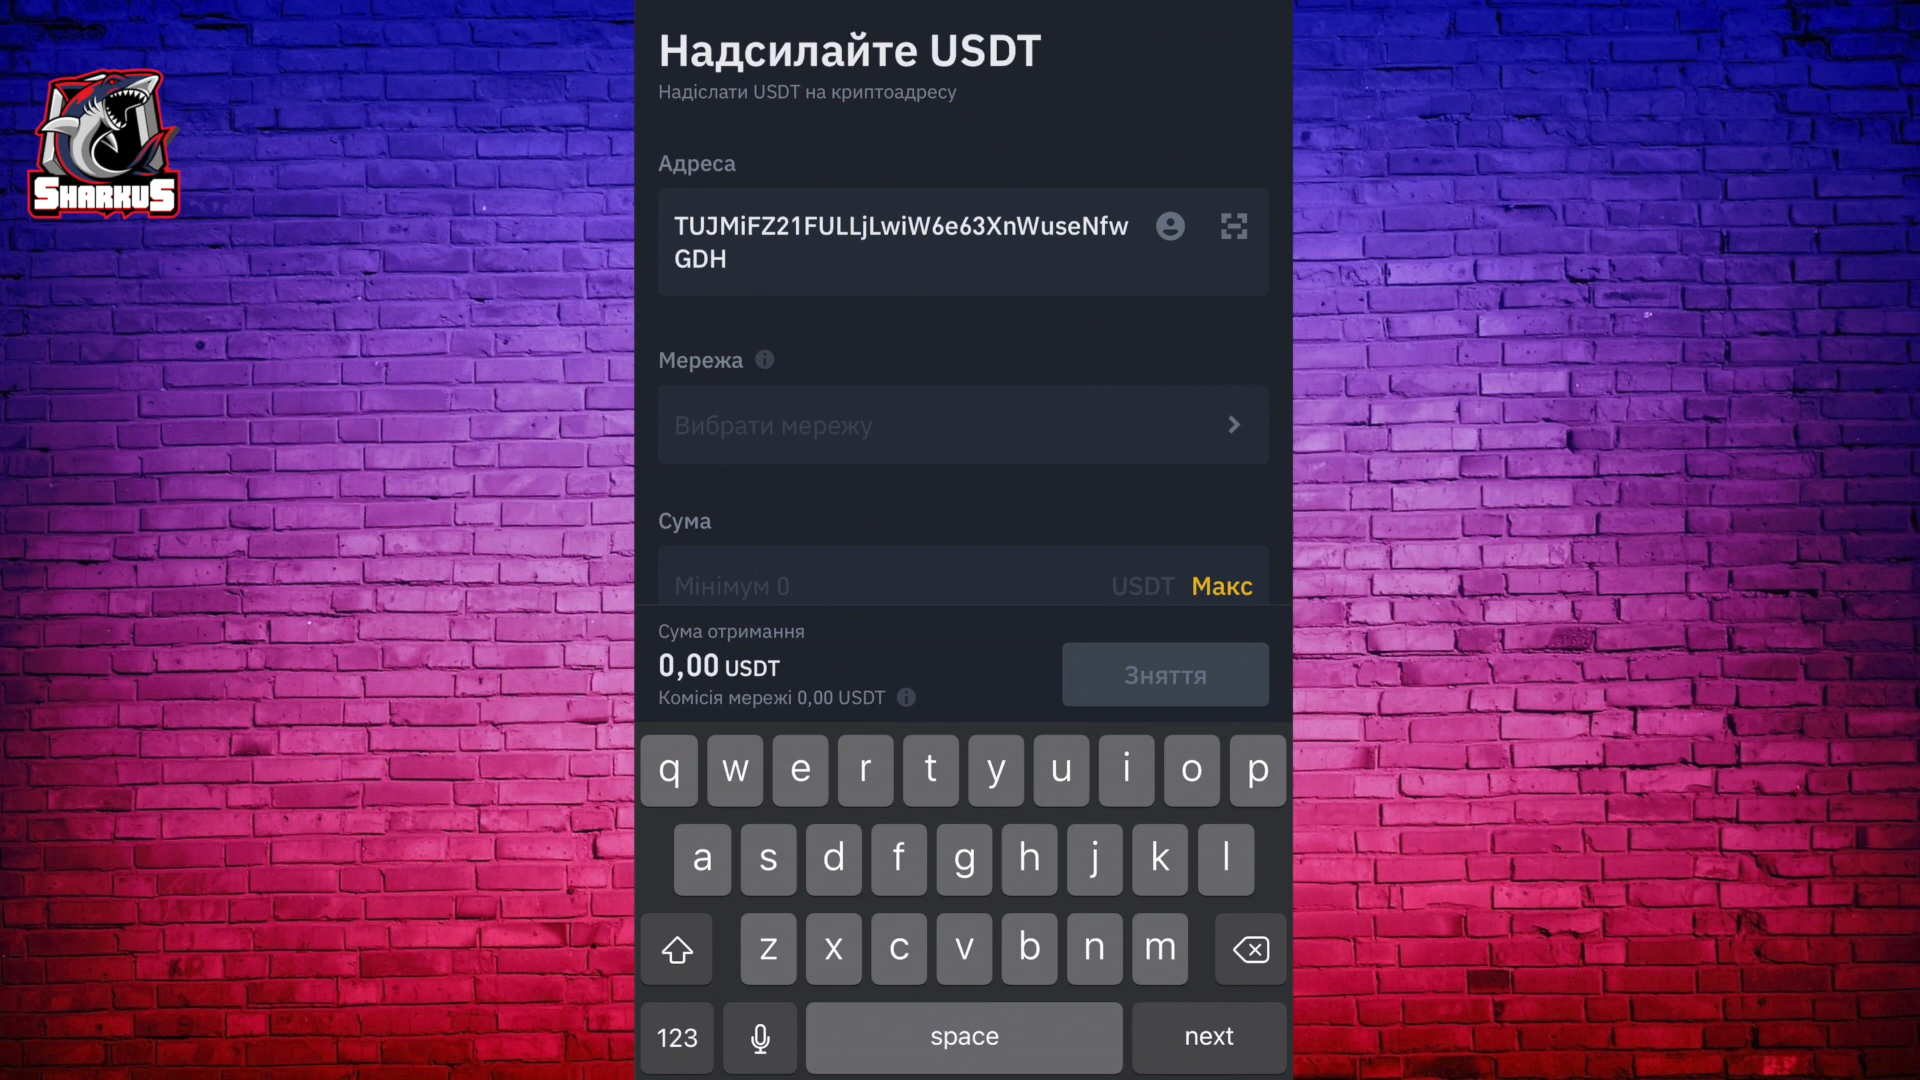 SHARKUS
Надсилайте USDT
Надіслати USDT на криптоадресу
Адреса
TUJMiFZ21FULLjLwiW6e63XnWuseNfw
GDH
Мережа
Вибрати мережу
Сума
Мінімум 0 USDT Макс
Сума отримання
0,00 USDT
Комісія мережі 0,00 USDT
Зняття
q w e r t y u i o p
a s d f g h j k l
z x c v b n m
123 space next